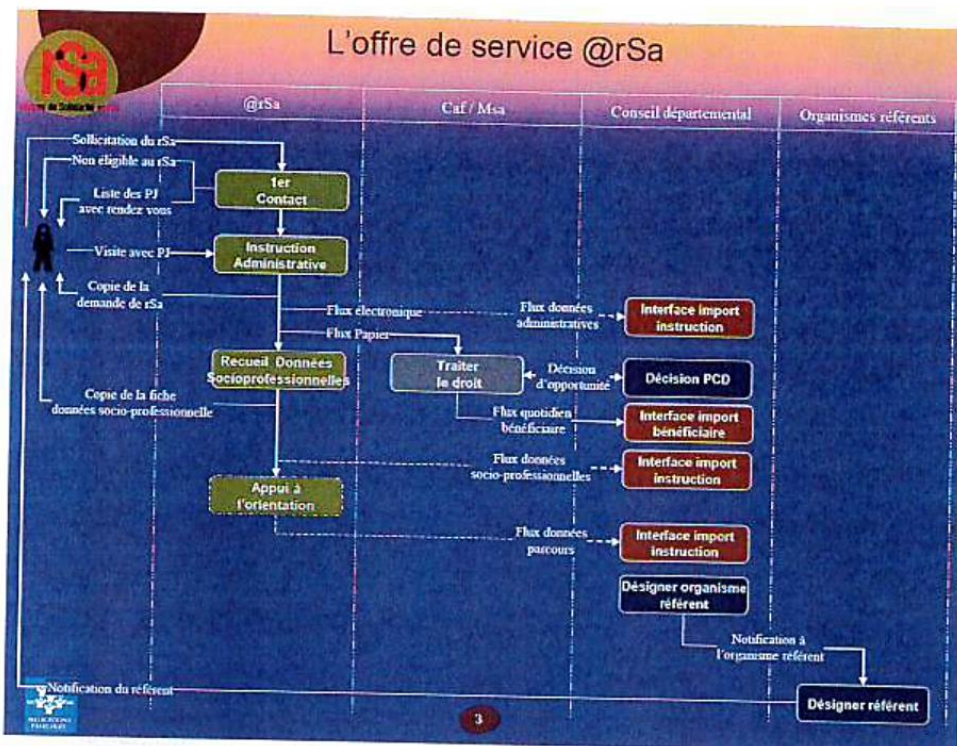 L'offre de service @rSa
rSa
@rSa
Caf / Msa
Conseil départemental
Organismes référents
Sollicitation du rSa
Non éligible au rSa
Liste des PJ
avec rendez vous
1er
Contact
Visite avec PJ
Instruction
Administrative
Copie de la
demande de rSa
Flux électronique
Flux données
administratives
Interface import
instruction
Flux Papier
Recueil Données
Socioprofessionnelles
Traiter
le droit
Décision
d'opportunité
Décision PCD
Copie de la fiche
données socio-professionnelle
Flux quotidien
bénéficiaire
Interface import
bénéficiaire
Flux données
socio-professionnelles
Interface import
instruction
Appui à
l'orientation
Flux données
parcours
Interface import
instruction
Désigner organisme
référent
Notification à
l'organisme référent
Notification du référent
Désigner référent
3